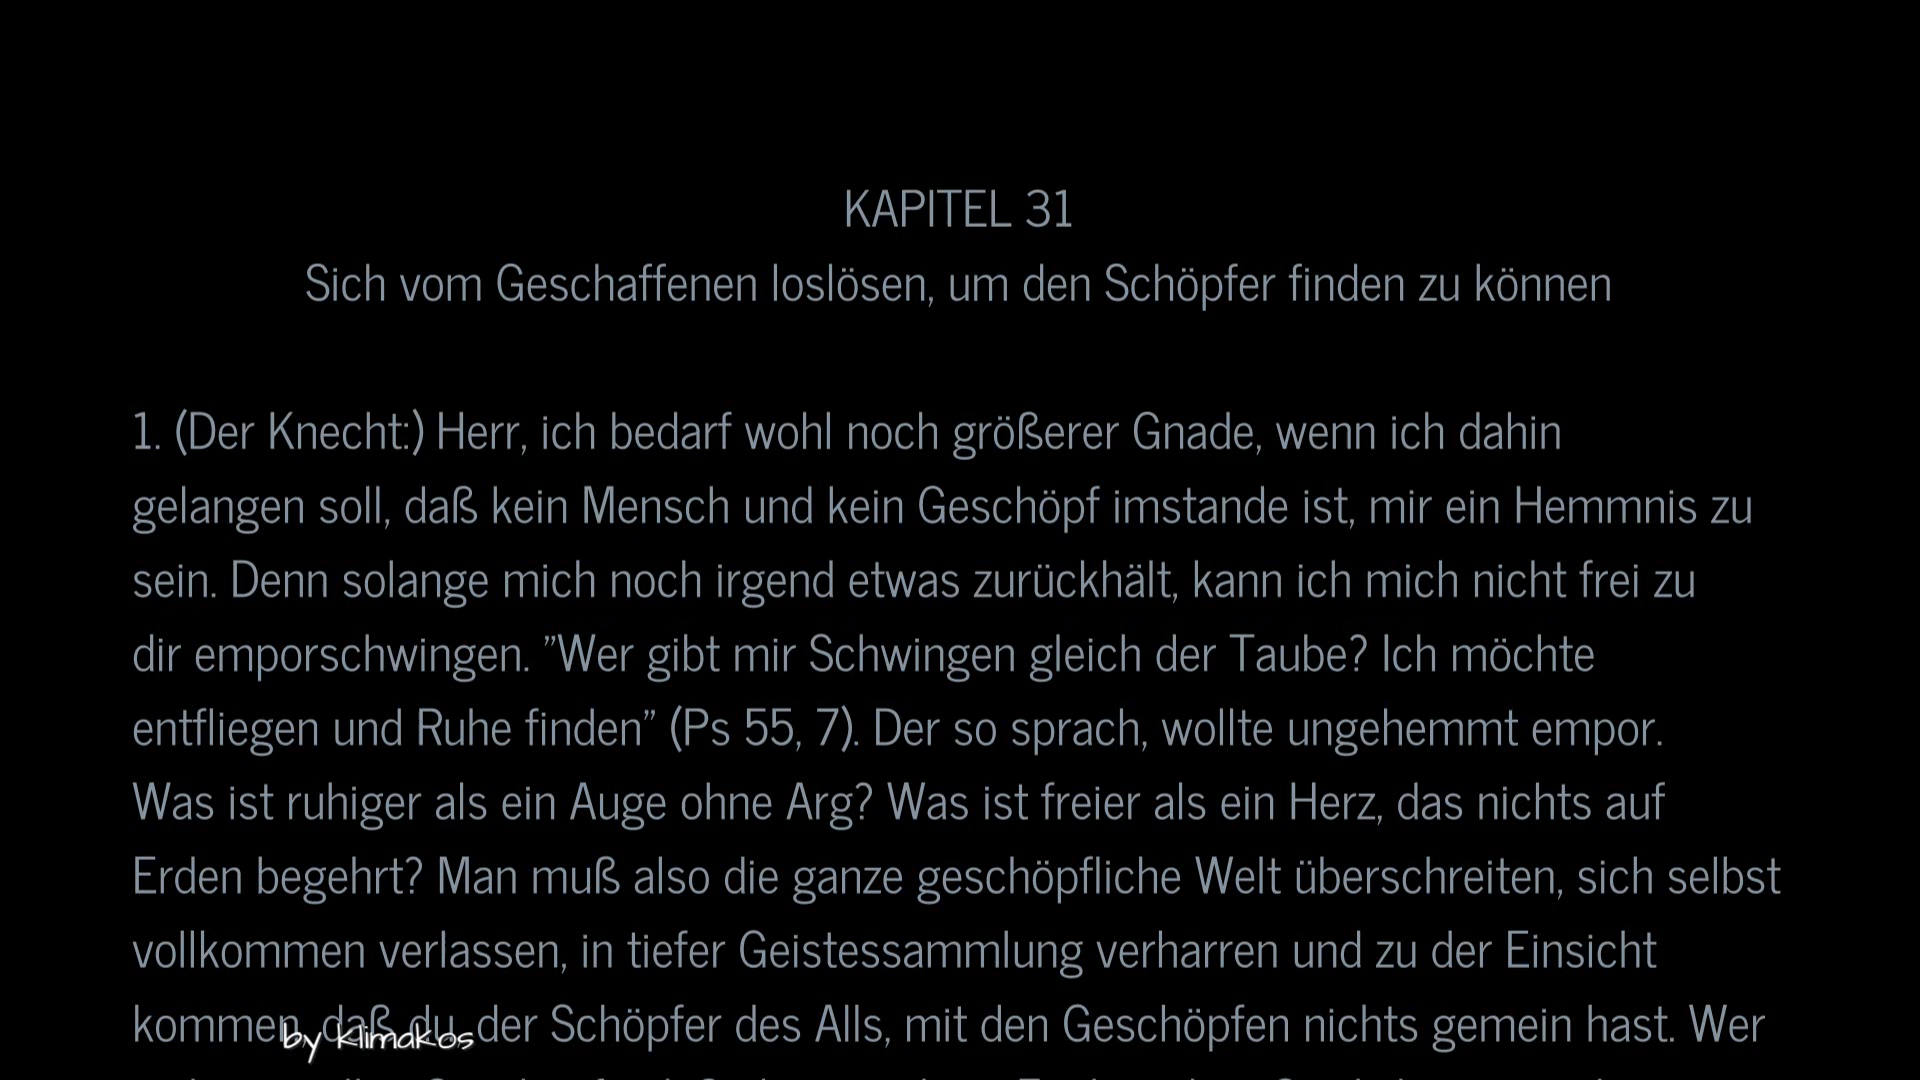 KAPITEL 31
Sich vom Geschaffenen loslösen, um den Schöpfer finden zu können
1. (Der Knecht:) Herr, ich bedarf wohl noch größerer Gnade, wenn ich dahin
gelangen soll, daß kein Mensch und kein Geschöpf imstande ist, mir ein Hemmnis zu
sein. Denn solange mich noch irgend etwas zurückhält, kann ich mich nicht frei zu
dir emporschwingen. ”Wer gibt mir Schwingen gleich der Taube? Ich möchte
entfliegen und Ruhe finden” (Ps 55, 7). Der so sprach, wollte ungehemmt empor.
Was ist ruhiger als ein Auge ohne Arg? Was ist freier als ein Herz, das nichts auf
Erden begehrt? Man muß also die ganze geschöpfliche Welt überschreiten, sich selbst
vollkommen verlassen, in tiefer Geistessammlung verharren und zu der Einsicht
kommen, daß du, der Schöpfer des Alls, mit den Geschöpfen nichts gemein hast. Wer
by klimakos